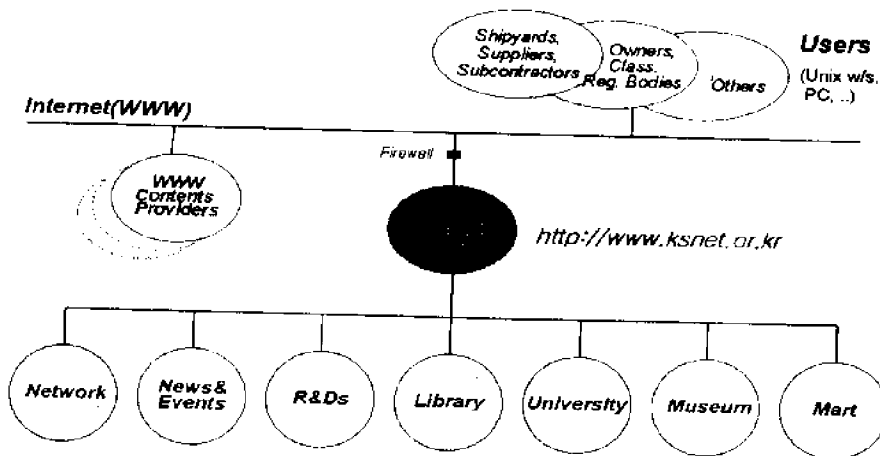 Shipyards,
Suppliers,
Subcontractors
Owners,
Class.
Reg. Bodies
Others
Users
(Unix w/s,
PC, ..)
Internet(WWW)
Firewall
WWW
Contents
Providers
http://www.ksnet.or.kr
Network
News&
Events
R&Ds
Library
University
Museum
Mart